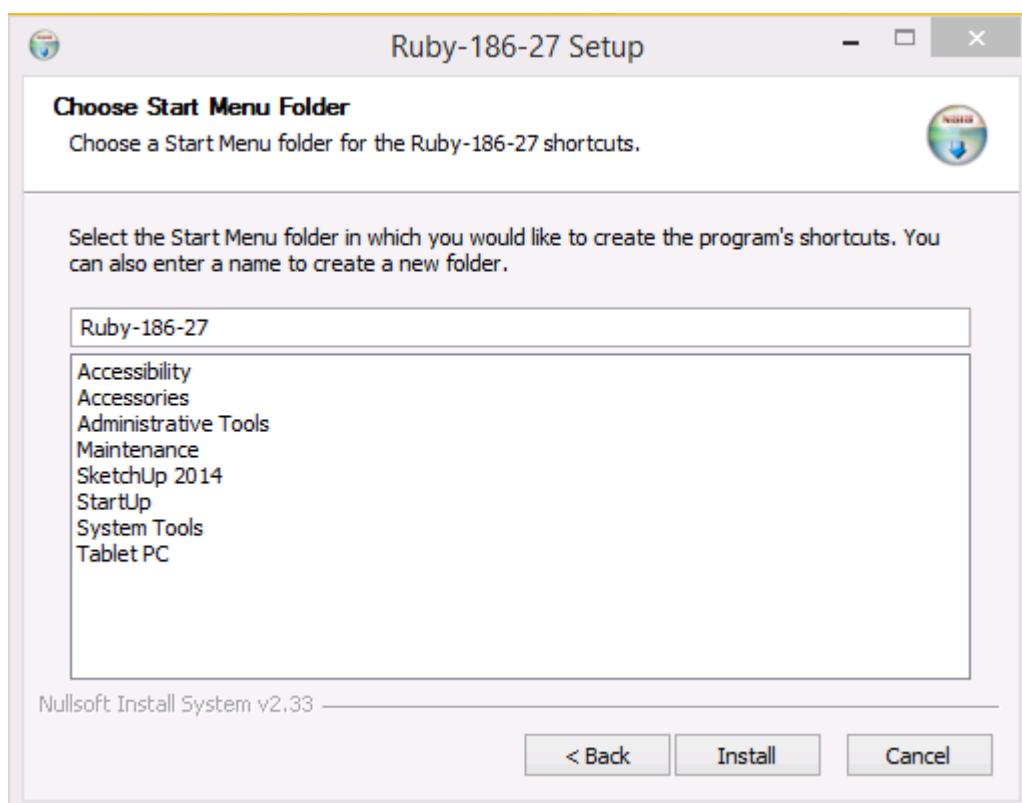 Ruby-186-27 Setup
Choose Start Menu Folder
Choose a Start Menu folder for the Ruby-186-27 shortcuts.
Select the Start Menu folder in which you would like to create the program's shortcuts. You
can also enter a name to create a new folder.
Ruby-186-27
Accessibility
Accessories
Administrative Tools
Maintenance
SketchUp 2014
StartUp
System Tools
Tablet PC
Nullsoft Install System v2.33
< Back
Install
Cancel